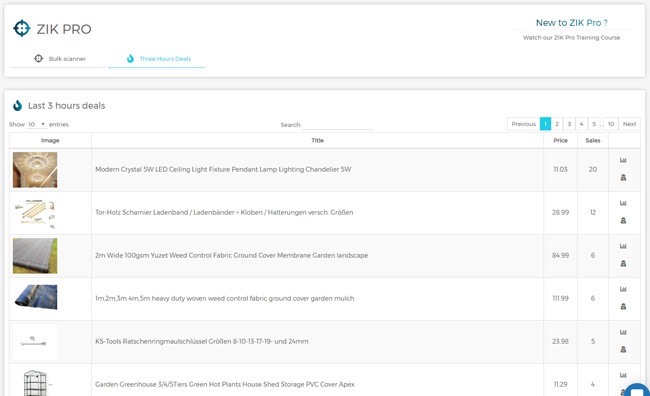 ZIK PRO
New to ZIK Pro ?
Watch our ZIK Pro Training Course
Bulk scanner
Three Hours Deals
Last 3 hours deals
Show 10 entries
Search:
Previous 1 2 3 4 5 ... 10 Next
Image Title Price Sales
Modern Crystal 5W LED Ceiling Light Fixture Pendant Lamp Lighting Chandelier 5W 11.03 20
Tor-Holz Scharnier Ladenband / Ladenbänder + Kloben / Halterungen versch. Größen 28.99 12
2m Wide 100gsm Yuzet Weed Control Fabric Ground Cover Membrane Garden landscape 84.99 6
1m,2m,3m 4m,5m heavy duty woven weed control fabric ground cover garden mulch 111.99 6
KS-Tools Ratschenringmaulschlüssel Größen 8-10-13-17-19- und 24mm 23.98 5
Garden Greenhouse 3/4/5Tiers Green Hot Plants House Shed Storage PVC Cover Apex 11.29 4